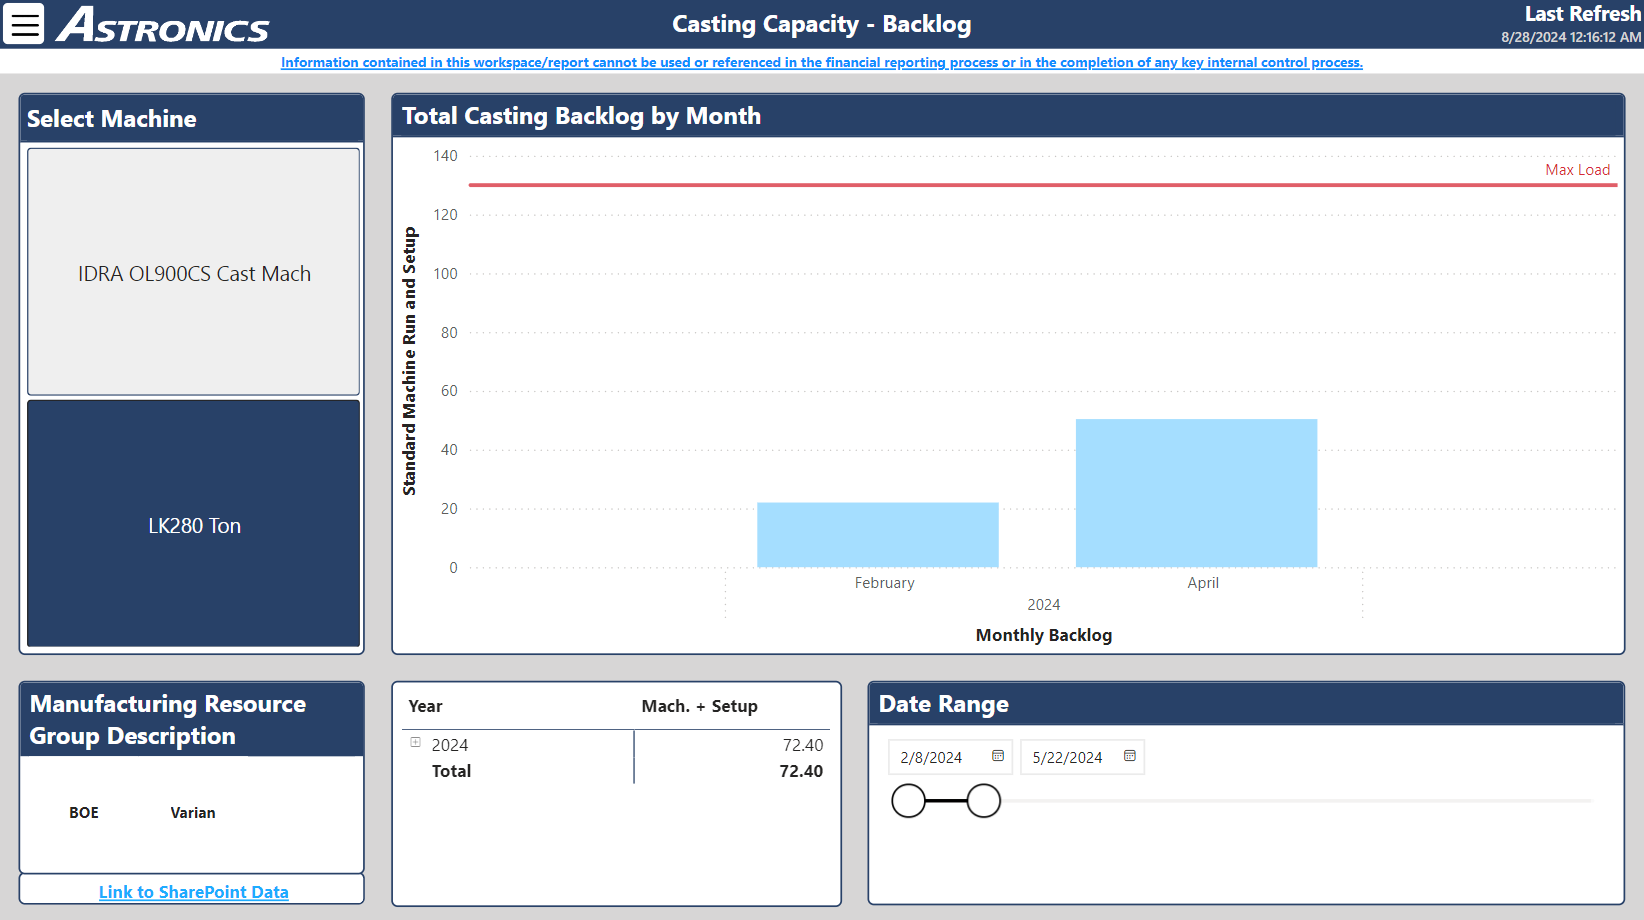 ASTRONICS
Casting Capacity - Backlog
Last Refresh
8/28/2024 12:16:12 AM
Information contained in this workspace/report cannot be used or referenced in the financial reporting process or in the completion of any key internal control process.
Select Machine
IDRA OL900CS Cast Mach
LK280 Ton
Total Casting Backlog by Month
Standard Machine Run and Setup
140
120
100
80
60
40
20
0
Max Load
February
April
2024
Monthly Backlog
Manufacturing Resource
Group Description
BOE Varian
Link to SharePoint Data
Year Mach. + Setup
2024 72.40
Total 72.40
Date Range
2/8/2024 5/22/2024